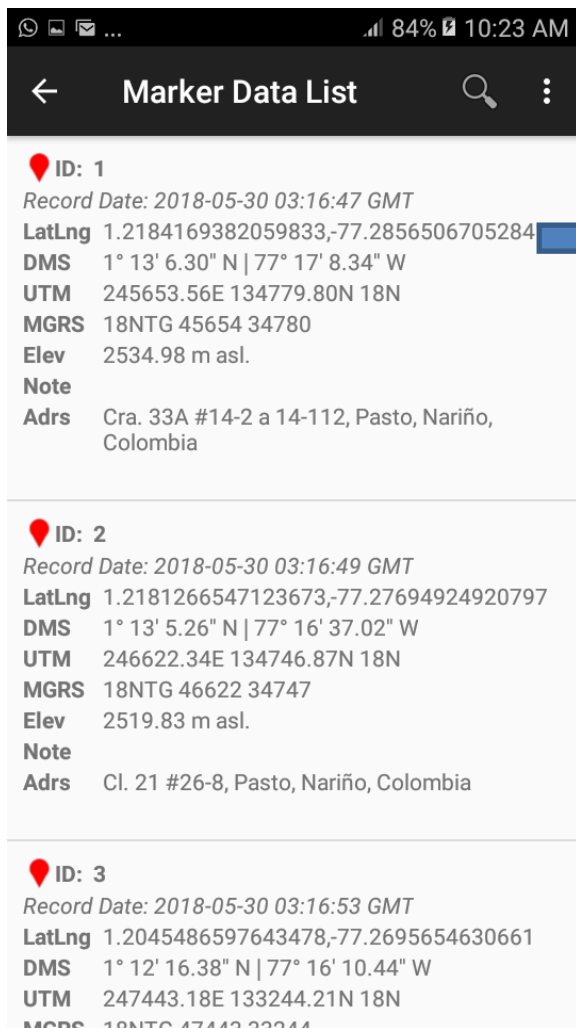 ... 84% 10:23 AM
Marker Data List
ID: 1
Record Date: 2018-05-30 03:16:47 GMT
LatLng 1.2184169382059833,-77.2856506705284
DMS 1° 13' 6.30" N | 77° 17' 8.34" W
UTM 245653.56E 134779.80N 18N
MGRS 18NTG 45654 34780
Elev 2534.98 m asl.
Note
Adrs Cra. 33A #14-2 a 14-112, Pasto, Nariño,
Colombia
ID: 2
Record Date: 2018-05-30 03:16:49 GMT
LatLng 1.2181266547123673,-77.27694924920797
DMS 1° 13' 5.26" N | 77° 16' 37.02" W
UTM 246622.34E 134746.87N 18N
MGRS 18NTG 46622 34747
Elev 2519.83 m asl.
Note
Adrs Cl. 21 #26-8, Pasto, Nariño, Colombia
ID: 3
Record Date: 2018-05-30 03:16:53 GMT
LatLng 1.2045486597643478,-77.2695654630661
DMS 1° 12' 16.38" N | 77° 16' 10.44" W
UTM 247443.18E 133244.21N 18N
MGRS 18NTG 47443 33244